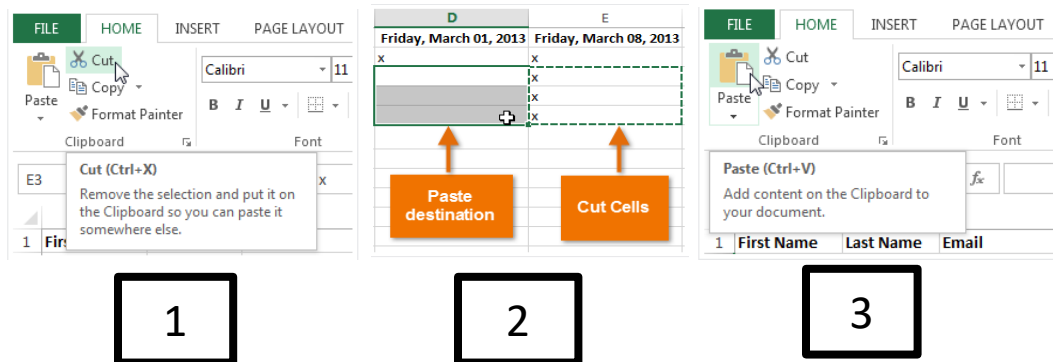 FILE HOME INSERT PAGE LAYOUT
Cut
Copy
Paste
Format Painter
Clipboard
Calibri 11
B I U
Font
Cut (Ctrl+X)
Remove the selection and put it on
the Clipboard so you can paste it
somewhere else.
E3
x
1 Firs
D E
Friday, March 01, 2013 Friday, March 08, 2013
x x
x
x
x
Paste
destination
Cut Cells
FILE HOME INSERT PAGE LAYOUT
Cut
Copy
Paste
Format Painter
Clipboard
Calibri 11
B I U
Font
Paste (Ctrl+V)
Add content on the Clipboard to
your document.
fx
1 First Name Last Name Email
1
2
3